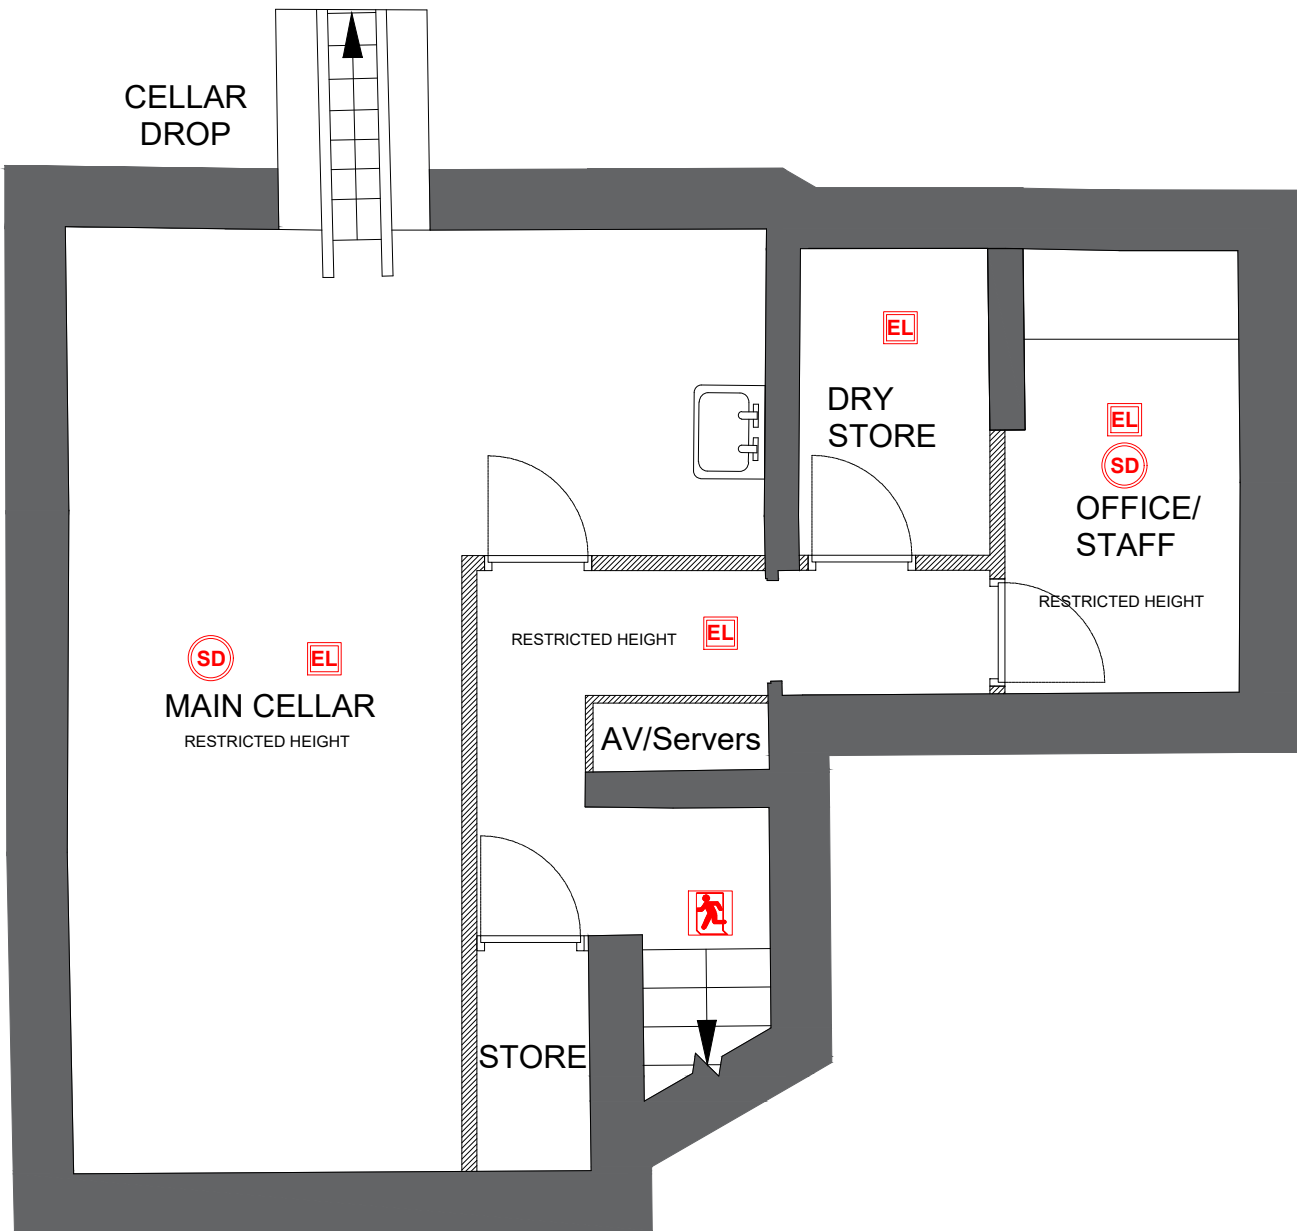 CELLAR
DROP
EL
DRY
STORE
EL
SD
OFFICE/
STAFF
RESTRICTED HEIGHT
RESTRICTED HEIGHT
EL
SD
EL
MAIN CELLAR
RESTRICTED HEIGHT
AV/Servers
STORE